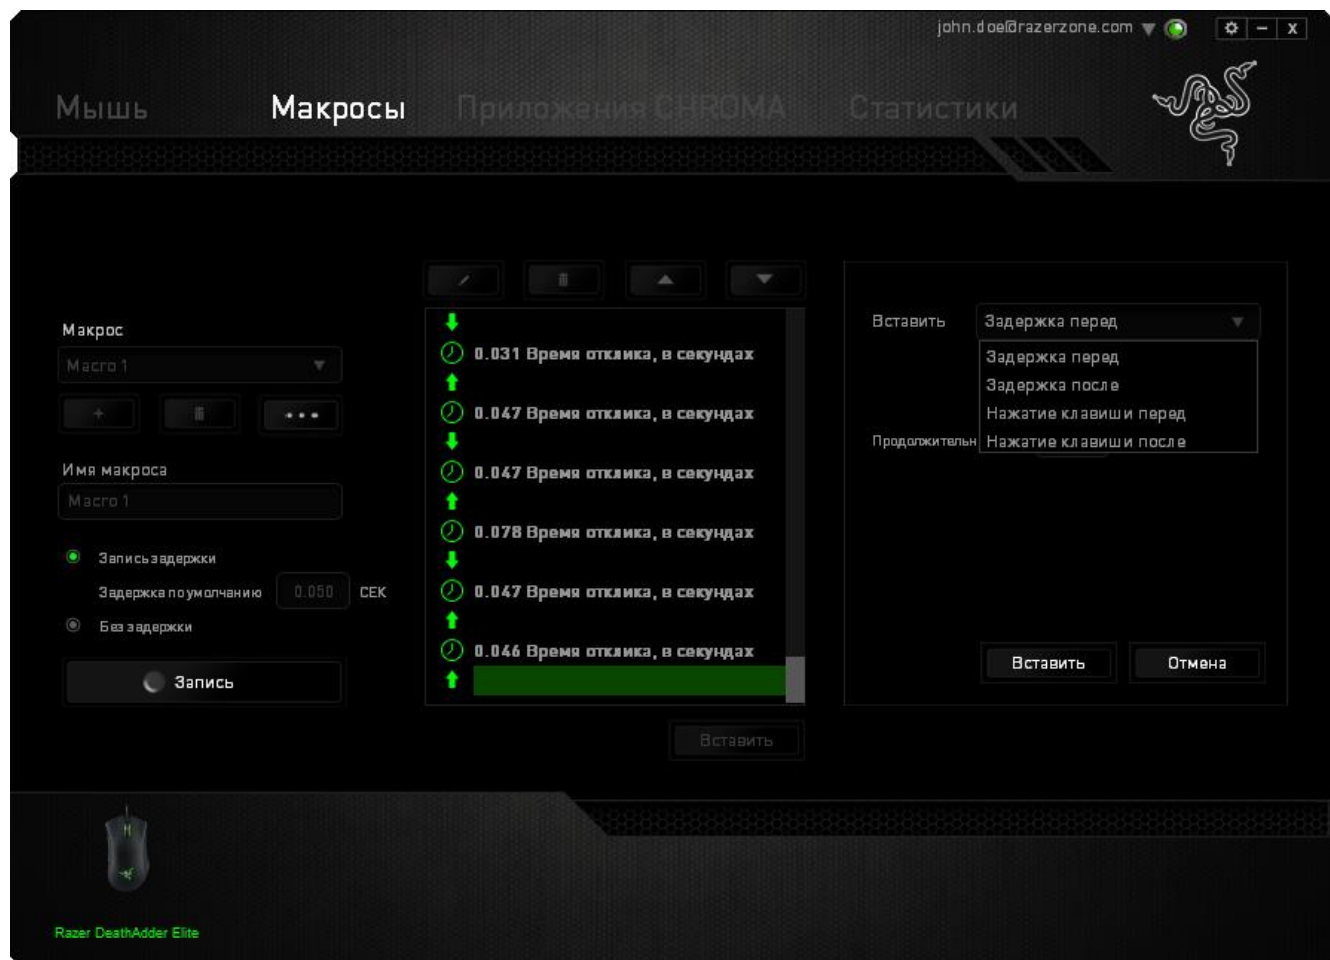 john.doe@razerzone.com
Мышь
Макросы
Приложения CHROMA
Статистики
Макрос
Macro 1
Имя макроса
Macro 1
Запись задержки
Задержка по умолчанию 0.050 СЕК
Без задержки
Запись
0.031 Время отклика, в секундах
0.047 Время отклика, в секундах
0.047 Время отклика, в секундах
0.078 Время отклика, в секундах
0.047 Время отклика, в секундах
0.046 Время отклика, в секундах
Вставить
Вставить Задержка перед
Задержка перед
Задержка после
Нажатие клавиши перед
Продолжительн Нажатие клавиши после
Вставить
Отмена
Razer DeathAdder Elite